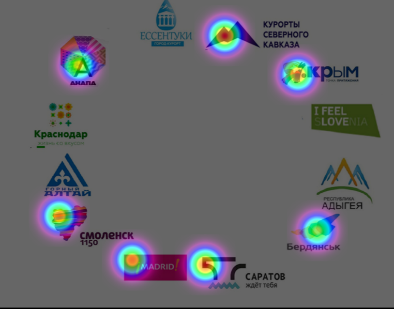 ЕССЕНТУКИ
КУРОРТЫ
СЕВЕРНОГО
КАВКАЗА
А
АНАПА
КРЫМ
I FEEL
SLOVENIA
Краснодар
ГОРНЫЙ
АЛТАЙ
РЕСПУБЛИКА
АДЫГЕЯ
СМОЛЕНСК
1150
Бердянськ
¡MADRID!
САРАТОВ
ЖДЁТ ТЕБЯ